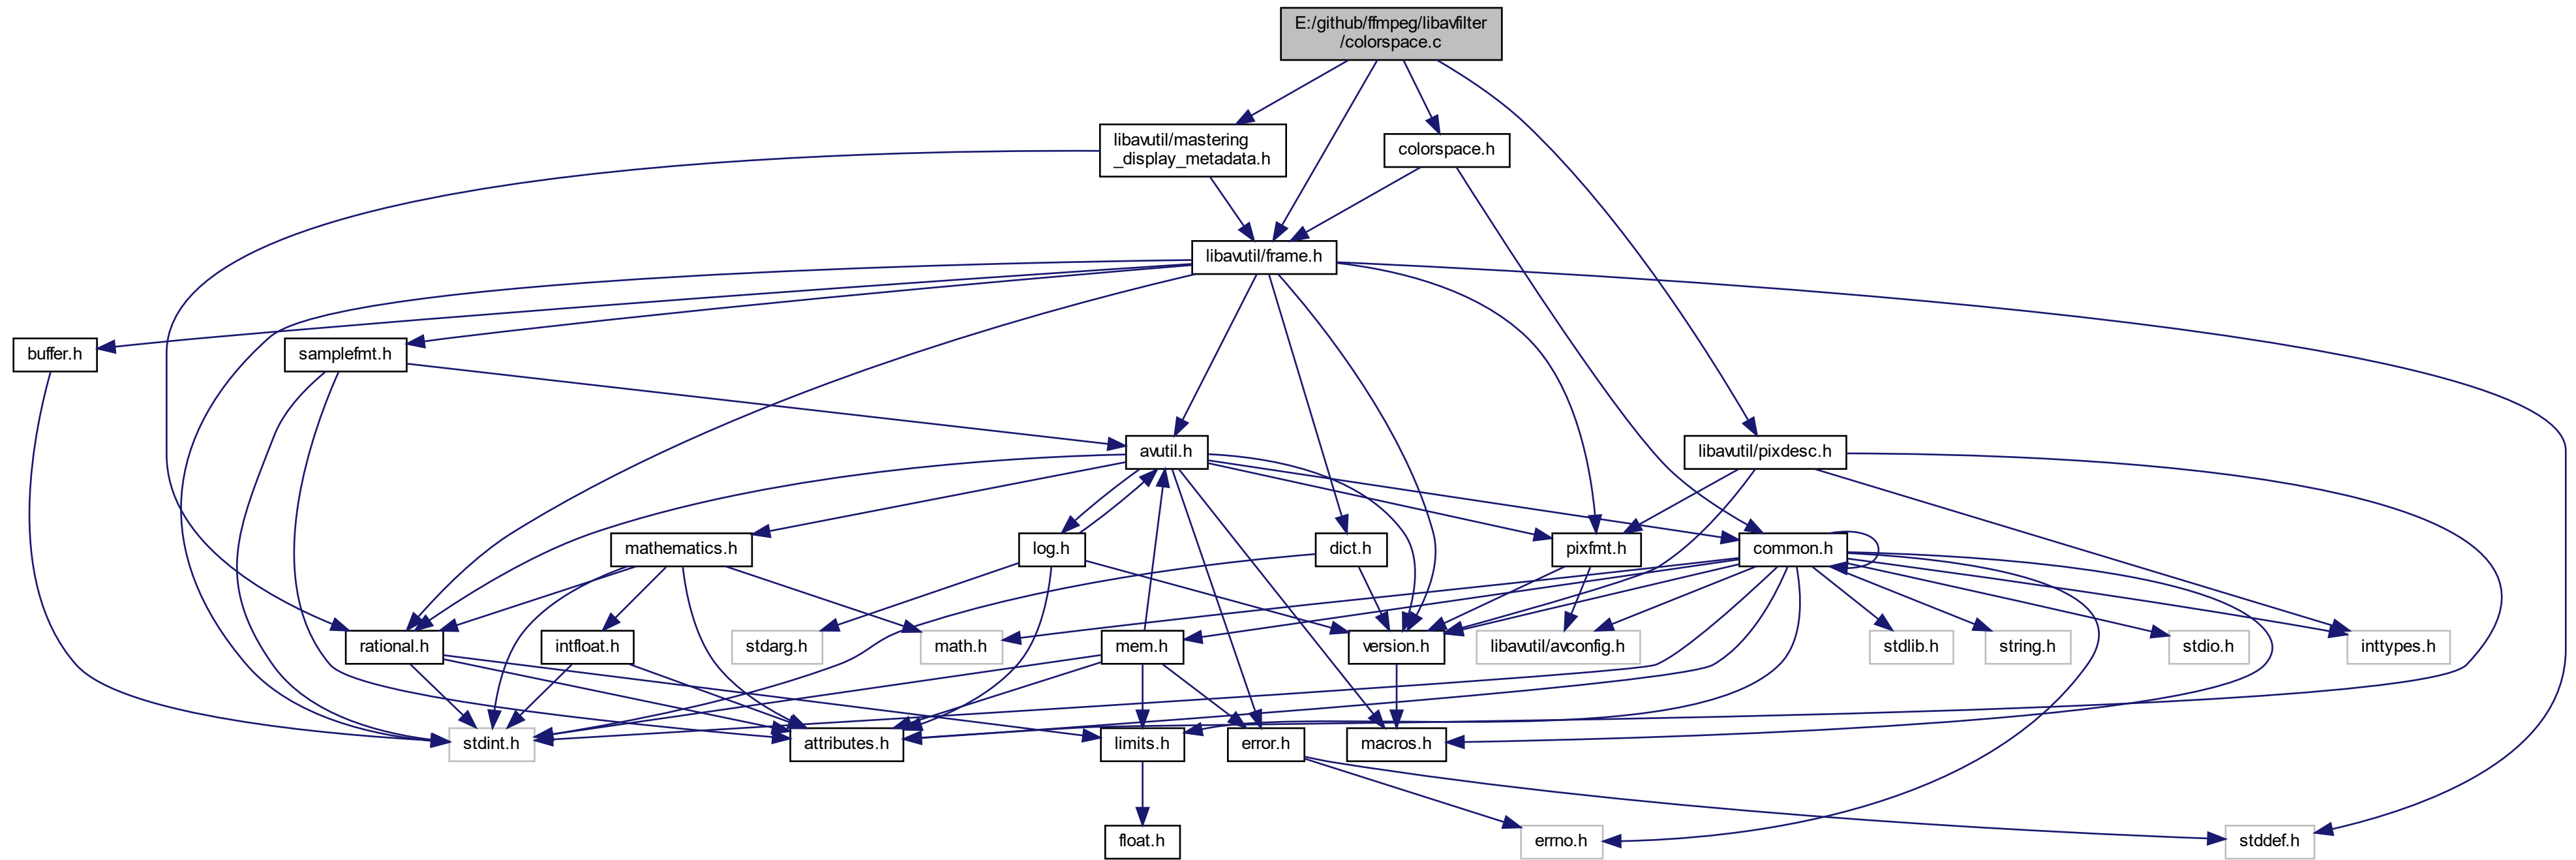 E:/github/ffmpeg/libavfilter
/colorspace.c
libavutil/mastering
_display_metadata.h
colorspace.h
libavutil/frame.h
buffer.h
samplefmt.h
avutil.h
libavutil/pixdesc.h
mathematics.h
log.h
dict.h
pixfmt.h
common.h
rational.h
intfloat.h
stdarg.h
math.h
mem.h
version.h
libavutil/avconfig.h
stdlib.h
string.h
stdio.h
inttypes.h
stdint.h
attributes.h
limits.h
error.h
macros.h
float.h
errno.h
stddef.h